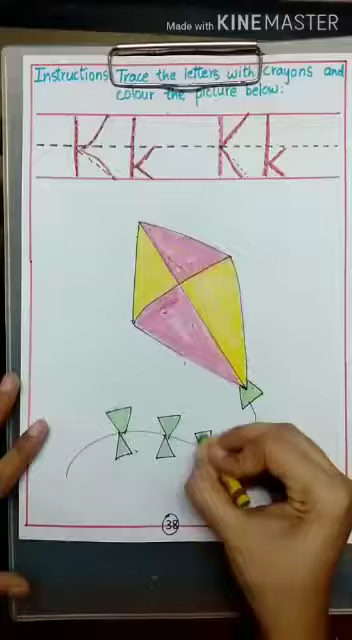 Made with KINEMASTER
Instructions: Trace the letters with crayons and
colour the picture below:
K k K k
38